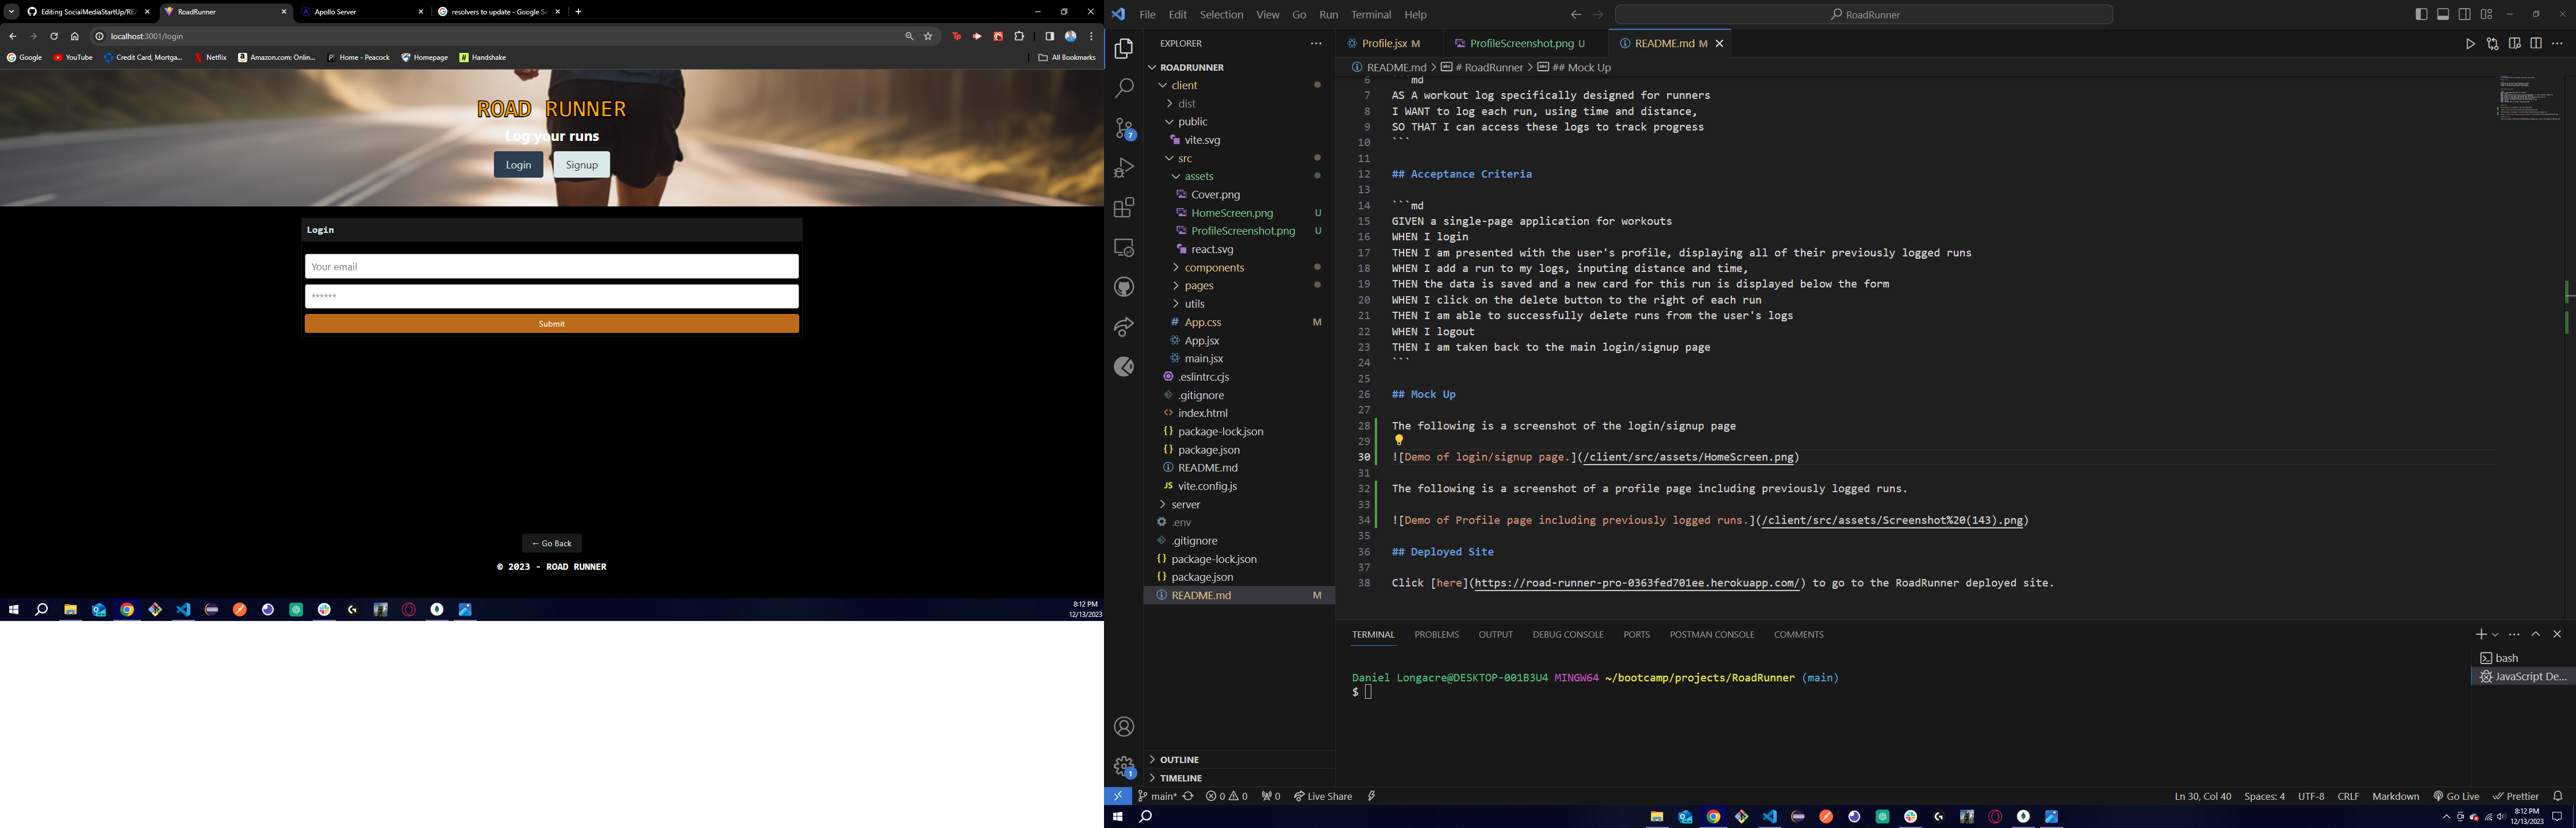 Editing SocialMediaStartUp/RE
RoadRunner
Apollo Server
resolvers to update - Google Se
localhost:3001/login
Google
YouTube
Credit Card, Mortga...
Netflix
Amazon.com: Onlin...
Home - Peacock
Homepage
Handshake
All Bookmarks
ROAD RUNNER
Log your runs
Login
Signup
Login
Your email
******
Submit
← Go Back
© 2023 - ROAD RUNNER
8:12 PM
12/13/2023
File Edit Selection View Go Run Terminal Help
RoadRunner
EXPLORER
ROADRUNNER
client
dist
public
vite.svg
src
assets
Cover.png
HomeScreen.png U
ProfileScreenshot.png U
react.svg
components
pages
utils
# App.css M
App.jsx
main.jsx
.eslintrc.cjs
.gitignore
<> index.html
{} package-lock.json
{} package.json
README.md
JS vite.config.js
server
.env
.gitignore
{} package-lock.json
{} package.json
README.md M
OUTLINE
TIMELINE
7
1
Profile.jsx M
ProfileScreenshot.png U
README.md M
README.md > # RoadRunner > ## Mock Up
6 ```md
7 AS A workout log specifically designed for runners
8 I WANT to log each run, using time and distance,
9 SO THAT I can access these logs to track progress
10 ```
11
12 ## Acceptance Criteria
13
14 ```md
15 GIVEN a single-page application for workouts
16 WHEN I login
17 THEN I am presented with the user's profile, displaying all of their previously logged runs
18 WHEN I add a run to my logs, inputing distance and time,
19 THEN the data is saved and a new card for this run is displayed below the form
20 WHEN I click on the delete button to the right of each run
21 THEN I am able to successfully delete runs from the user's logs
22 WHEN I logout
23 THEN I am taken back to the main login/signup page
24 ```
25
26 ## Mock Up
27
28 The following is a screenshot of the login/signup page
29
30 ![Demo of login/signup page.](/client/src/assets/HomeScreen.png)
31
32 The following is a screenshot of a profile page including previously logged runs.
33
34 ![Demo of Profile page including previously logged runs.](/client/src/assets/Screenshot%20(143).png)
35
36 ## Deployed Site
37
38 Click [here](https://road-runner-pro-0363fed701ee.herokuapp.com/) to go to the RoadRunner deployed site.
TERMINAL PROBLEMS OUTPUT DEBUG CONSOLE PORTS POSTMAN CONSOLE COMMENTS
Daniel Longacre@DESKTOP-001B3U4 MINGW64 ~/bootcamp/projects/RoadRunner (main)
$
bash
JavaScript De...
main* 0 0 0 Live Share
Ln 30, Col 40 Spaces: 4 UTF-8 CRLF Markdown Go Live Prettier
8:12 PM
12/13/2023